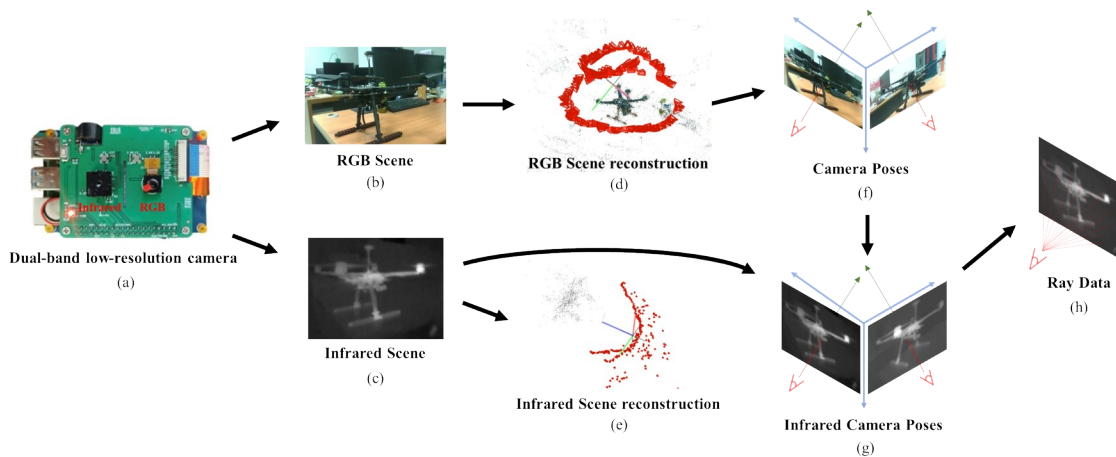 Infrared
RGB
Dual-band low-resolution camera
(a)
RGB Scene
(b)
Infrared Scene
(c)
RGB Scene reconstruction
(d)
Infrared Scene reconstruction
(e)
Camera Poses
(f)
Infrared Camera Poses
(g)
Ray Data
(h)